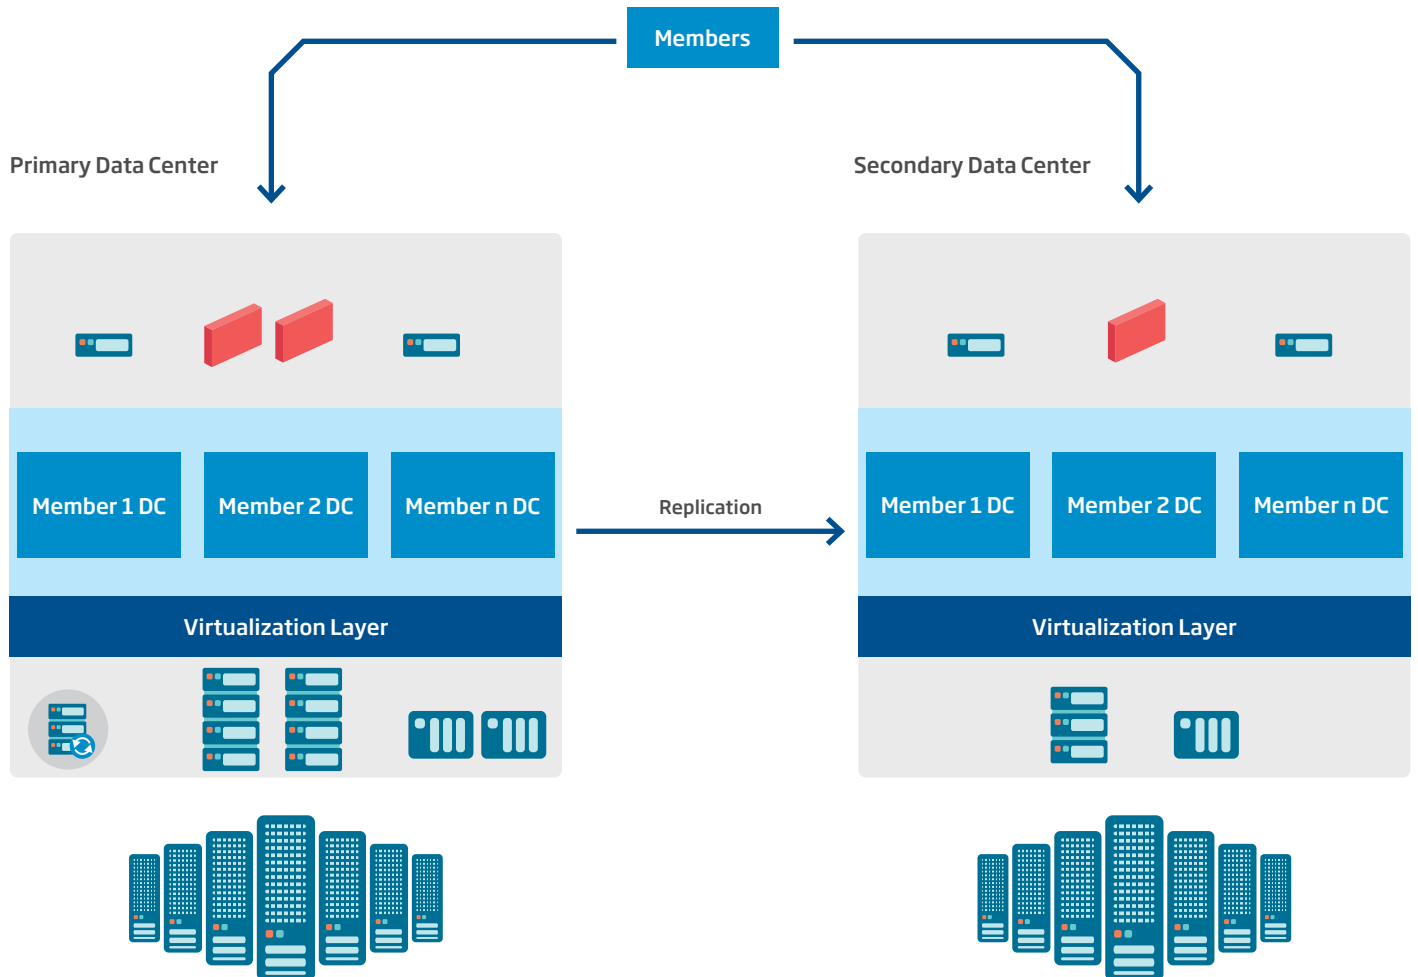 Members
Primary Data Center
Secondary Data Center
Member 1 DC
Member 2 DC
Member n DC
Replication
Member 1 DC
Member 2 DC
Member n DC
Virtualization Layer
Virtualization Layer